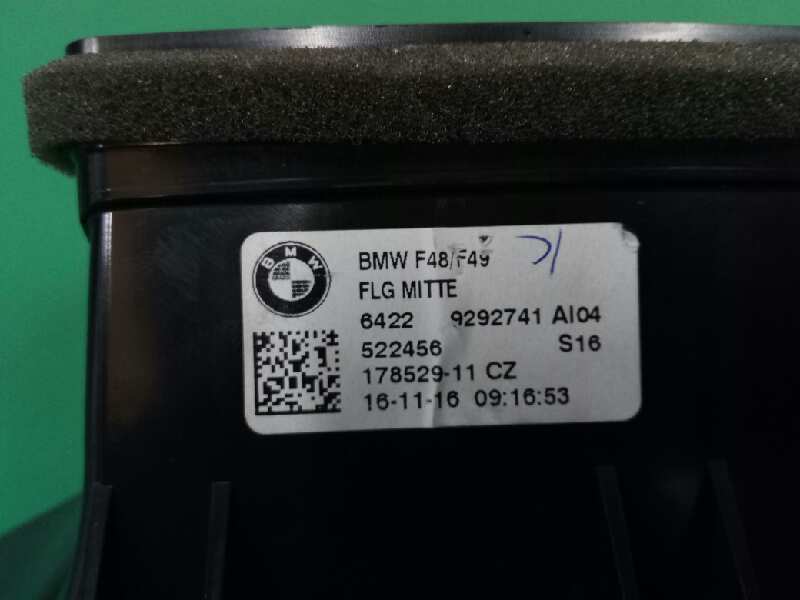 BMW
BMW F48/F49
FLG MITTE
6422 9292741 AI04
522456 S16
178529-11 CZ
16-11-16 09:16:53